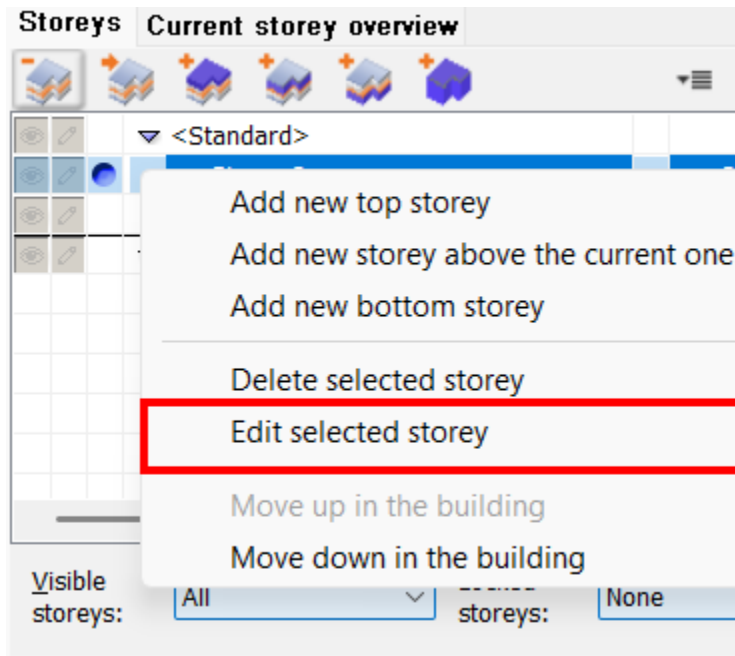 Storeys Current storey overview
<Standard>
Add new top storey
Add new storey above the current one
Add new bottom storey
Delete selected storey
Edit selected storey
Move up in the building
Move down in the building
Visible
storeys:
All
storeys:
None